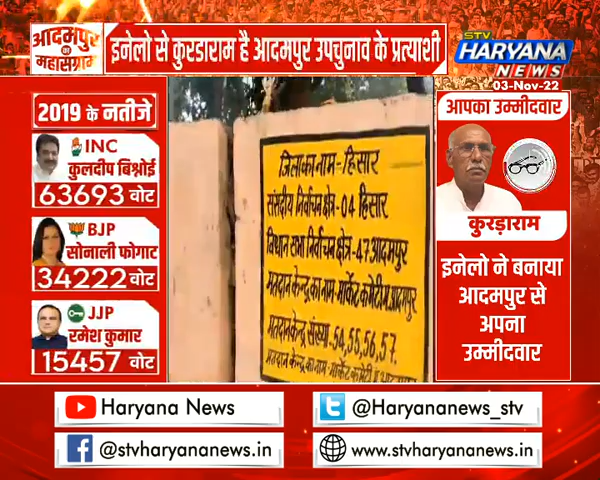 आदमपुर
का
महासंग्राम
इनेलो से कुरडाराम है आदमपुर उपचुनाव के प्रत्याशी
STV
HARYANA
NEWS
03-Nov-22
2019 के नतीजे
INC
कुलदीप बिश्नोई
63693 वोट
BJP
सोनाली फोगाट
34222 वोट
JJP
रमेश कुमार
15457 वोट
जिला का नाम - हिसार
संसदीय निर्वाचन क्षेत्र - 04 हिसार
विधान सभा निर्वाचन क्षेत्र - 47 आदमपुर
मतदान केन्द्र का नाम - मार्केट कमेटी म, आदमपुर
मतदान केन्द्र संख्या - 54, 55, 56, 57.
मतदान केन्द्र का नाम - मार्केट कमेटी
आपका उम्मीदवार
कुरड़ाराम
इनेलो ने बनाया
आदमपुर से
अपना
उम्मीदवार
Haryana News
@Haryananews_stv
@stvharyananews.in
www.stvharyananews.in